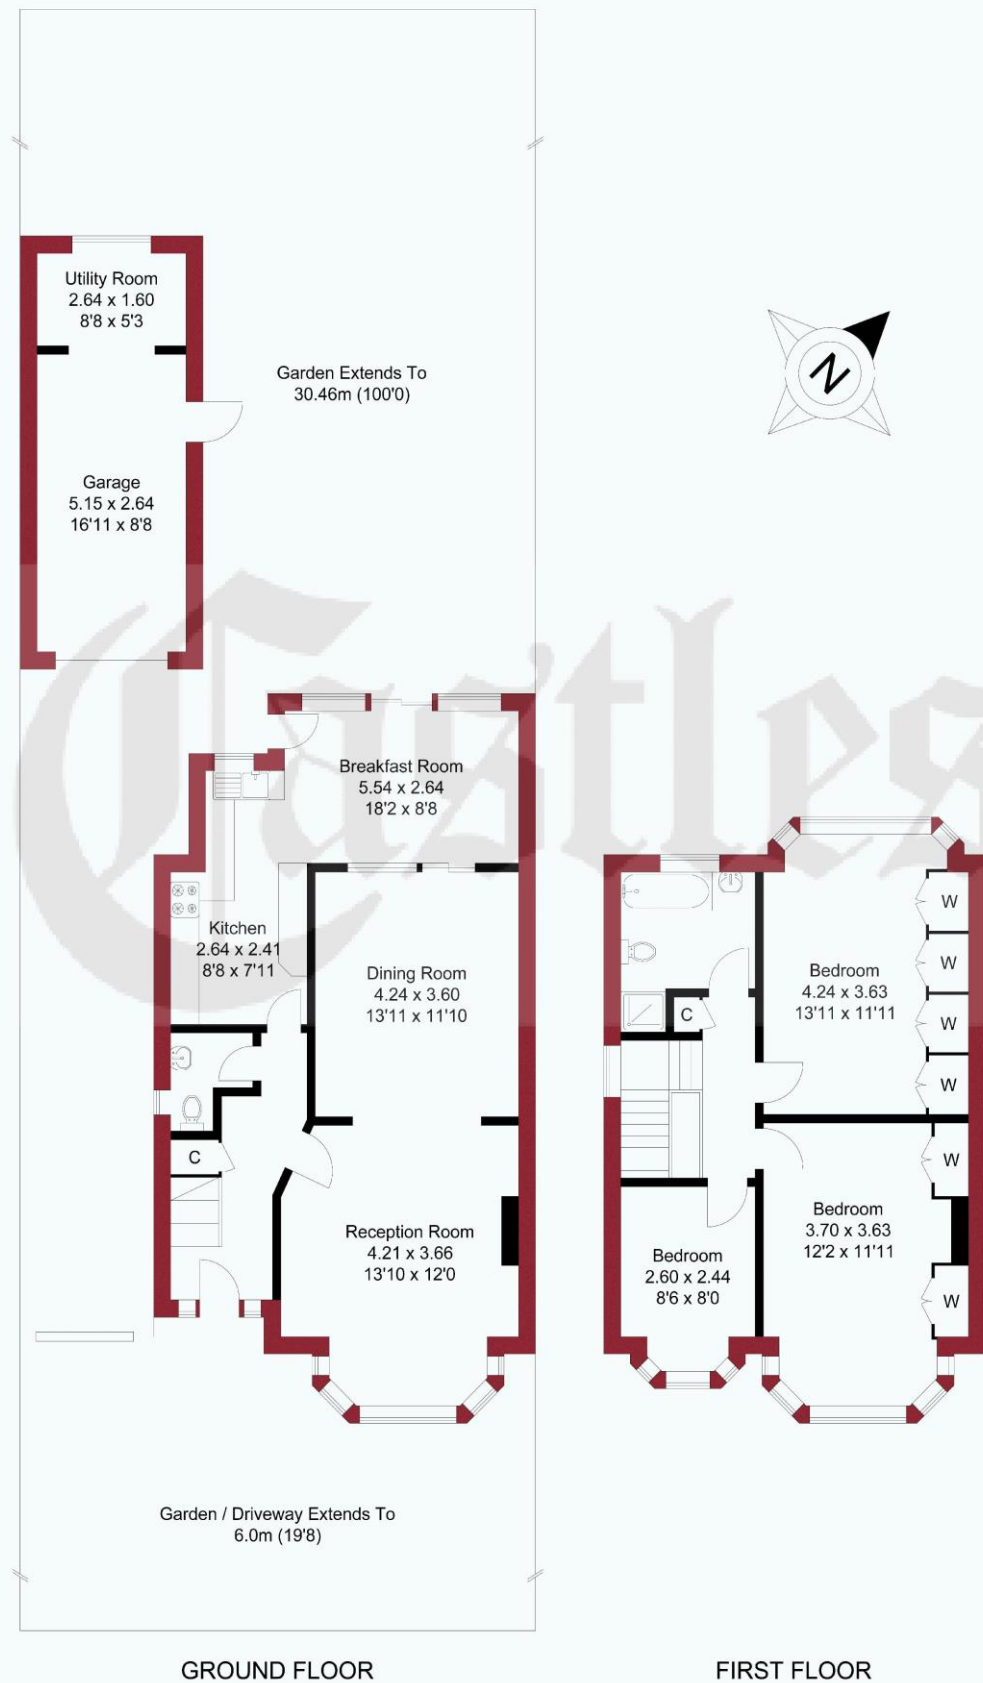 Utility Room
2.64 x 1.60
8'8 x 5'3
Garden Extends To
30.46m (100'0)
N
Garage
5.15 x 2.64
16'11 x 8'8
Castles
Breakfast Room
5.54 x 2.64
18'2 x 8'8
Kitchen
2.64 x 2.41
8'8 x 7'11
Dining Room
4.24 x 3.60
13'11 x 11'10
C
Reception Room
4.21 x 3.66
13'10 x 12'0
Garden / Driveway Extends To
6.0m (19'8)
GROUND FLOOR
W
W
W
W
Bedroom
4.24 x 3.63
13'11 x 11'11
C
W
Bedroom
3.70 x 3.63
12'2 x 11'11
W
Bedroom
2.60 x 2.44
8'6 x 8'0
FIRST FLOOR